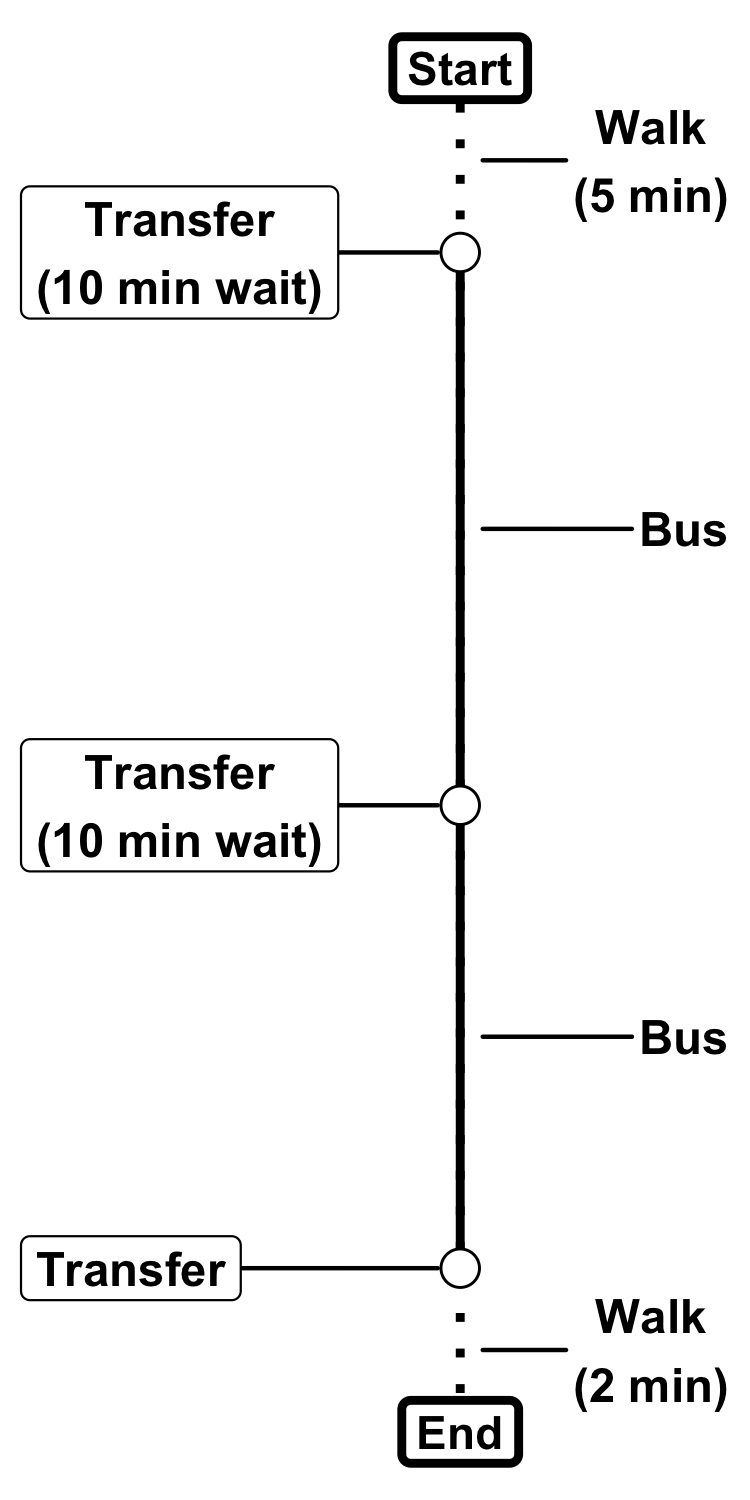 Start
Walk
(5 min)
Transfer
(10 min wait)
Bus
Transfer
(10 min wait)
Bus
Transfer
Walk
(2 min)
End